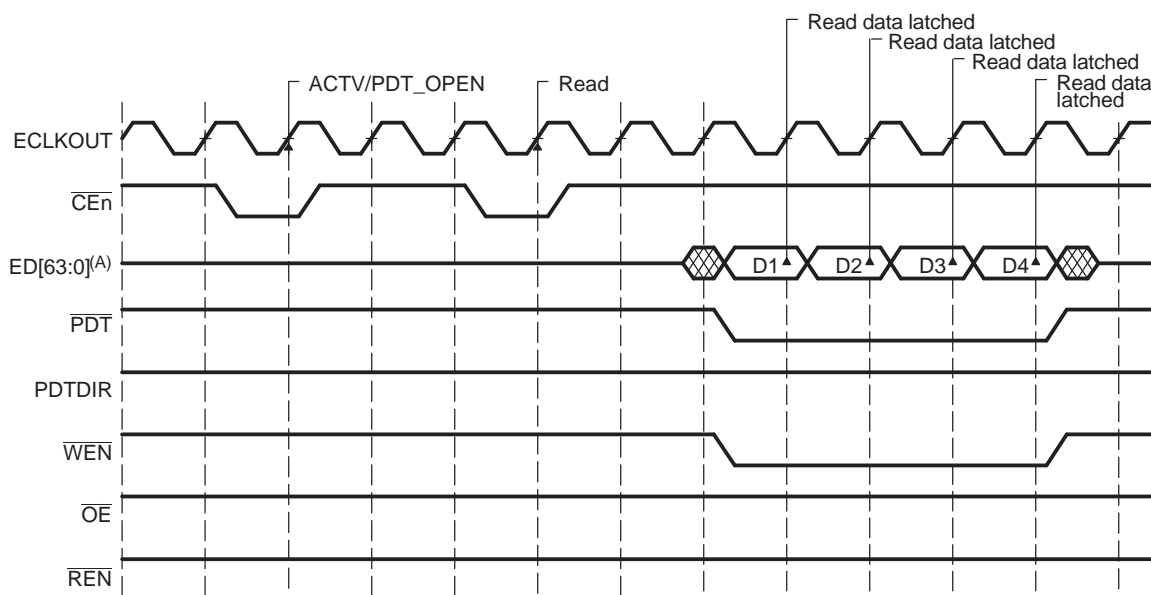 Read data latched
Read data latched
Read data latched
Read data
latched
ACTV/PDT_OPEN
Read
ECLKOUT
CEn
ED[63:0](A)
D1
D2
D3
D4
PDT
PDTDIR
WEN
OE
REN